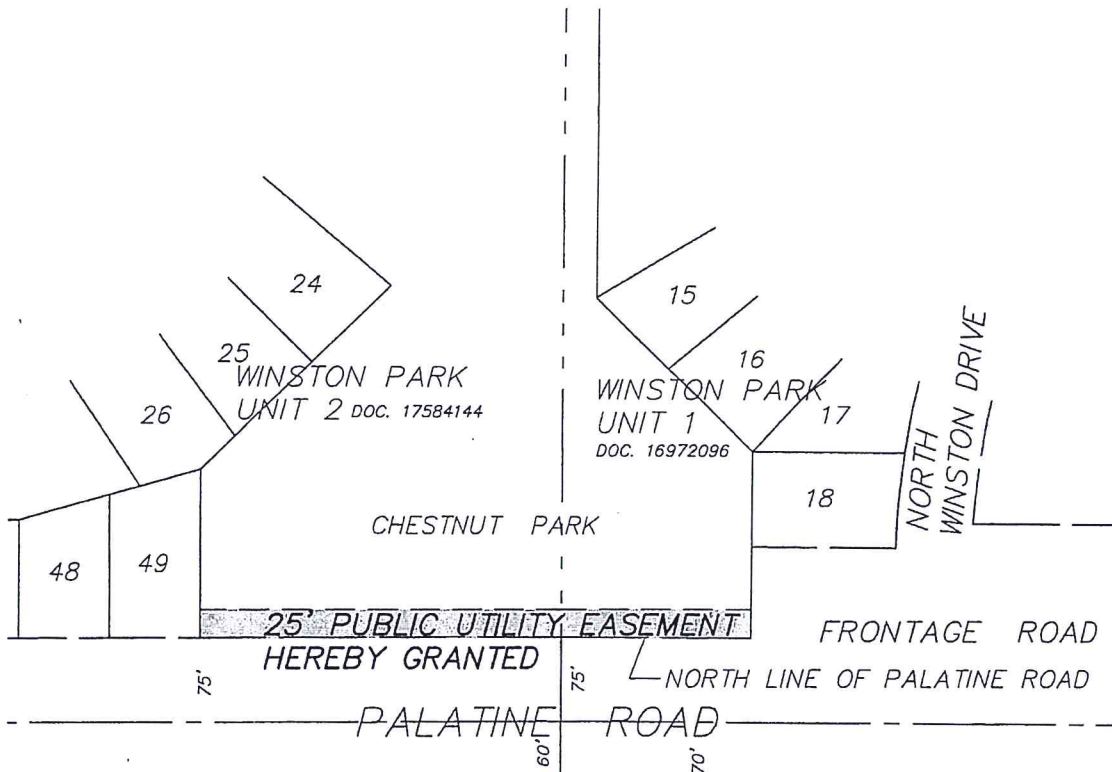 24
15
25
16
WINSTON PARK
UNIT 2 DOC. 17584144
WINSTON PARK
UNIT 1
DOC. 16972096
26
17
NORTH
WINSTON DRIVE
18
CHESTNUT PARK
48
49
25' PUBLIC UTILITY EASEMENT
HEREBY GRANTED
FRONTAGE ROAD
75'
75'
NORTH LINE OF PALATINE ROAD
PALATINE ROAD
60'
70'